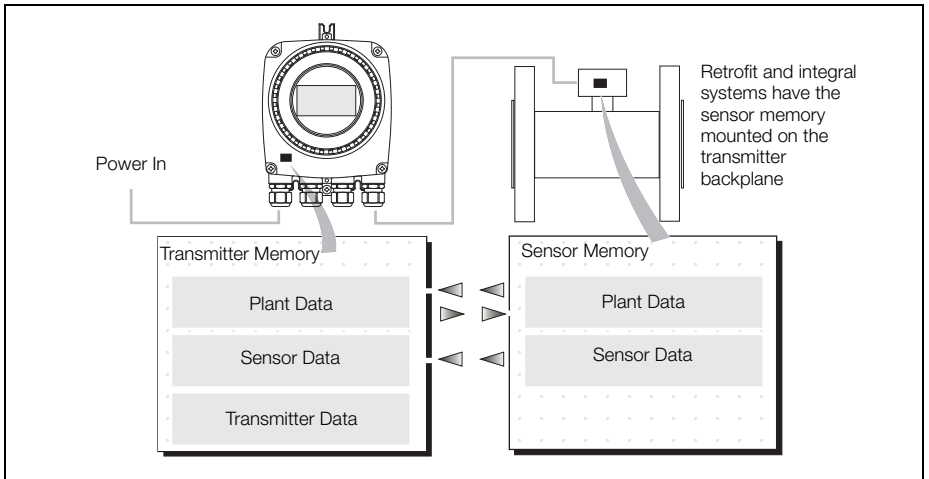 Retrofit and integral
systems have the
sensor memory
mounted on the
transmitter
backplane
Power In
Transmitter Memory
Plant Data
Sensor Data
Transmitter Data
Sensor Memory
Plant Data
Sensor Data